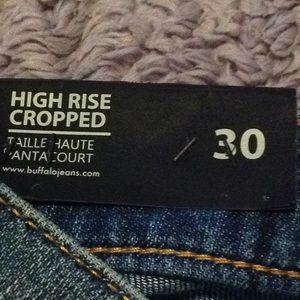 HIGH RISE
CROPPED
TAILLE HAUTE
PANTACOURT
www.buffalojeans.com
30